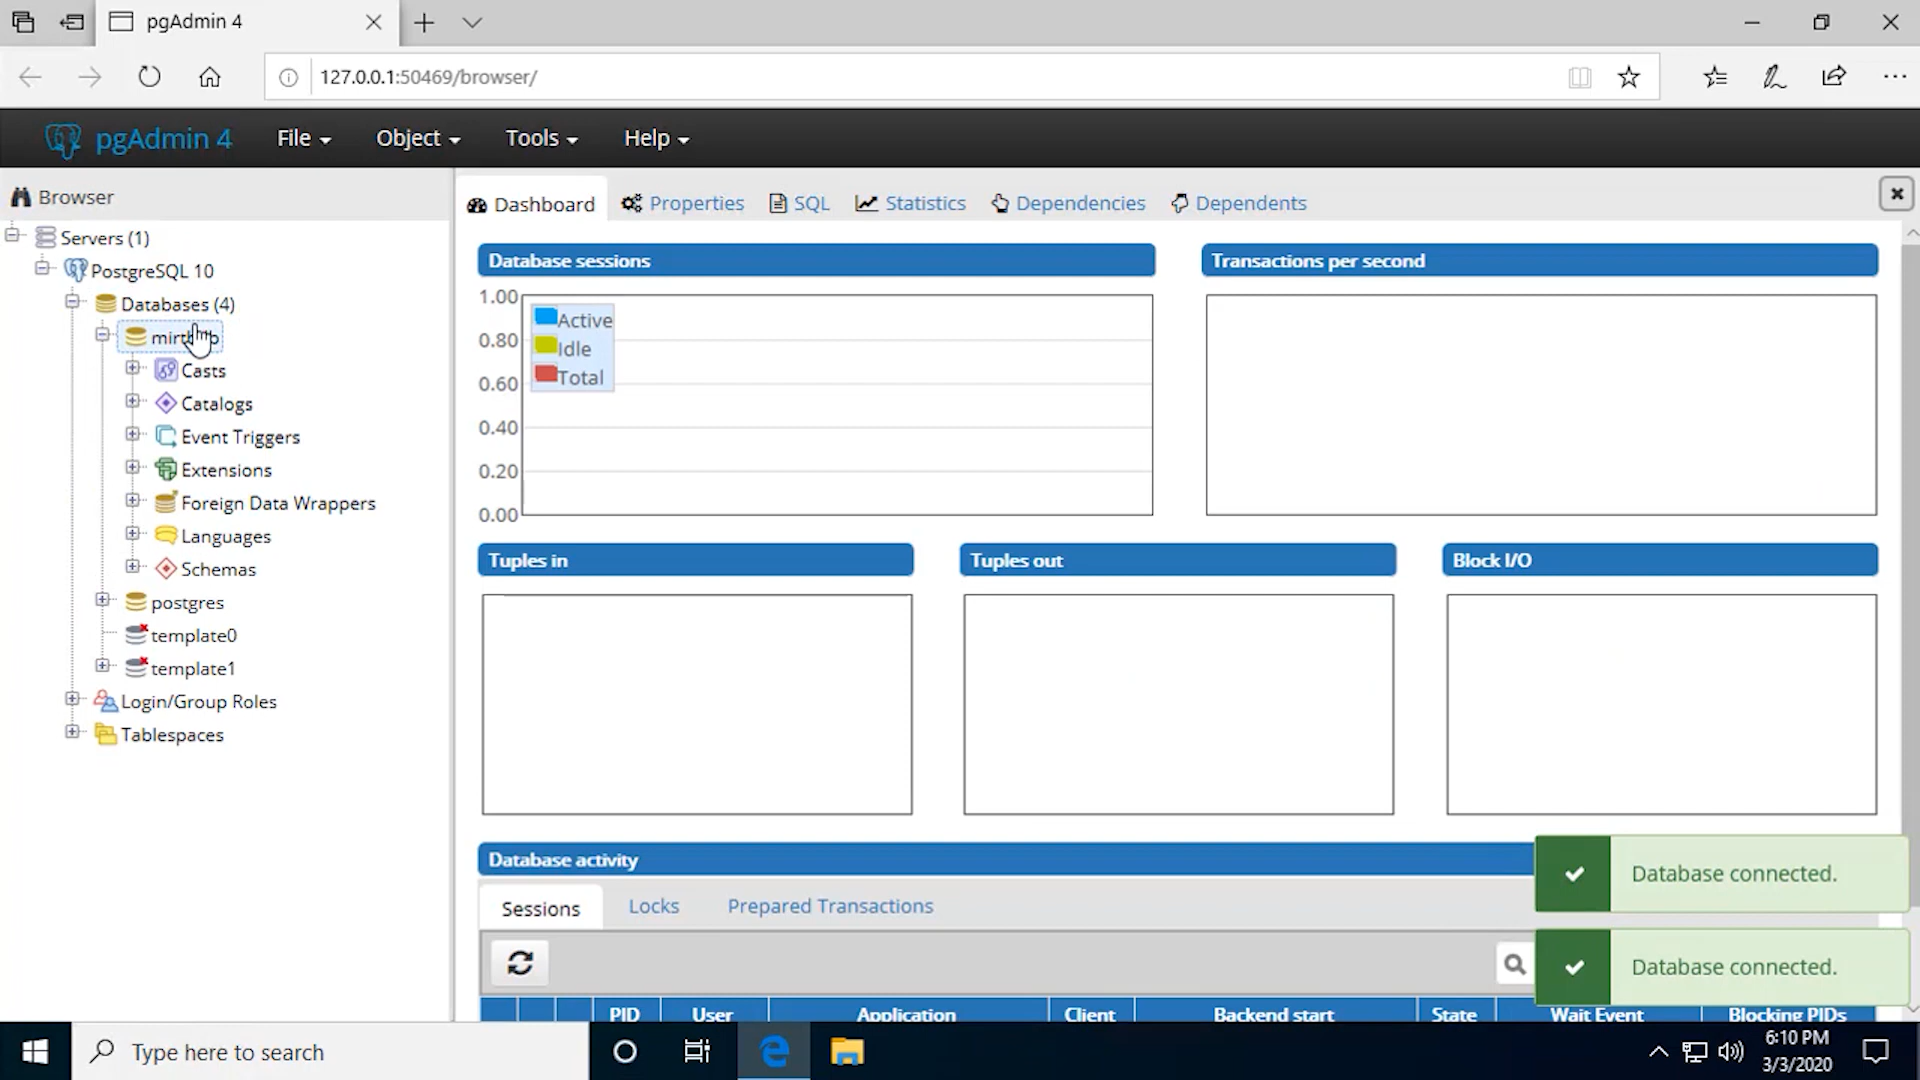 pgAdmin 4
127.0.0.1:50469/browser/
pgAdmin 4
File
Object
Tools
Help
Browser
Dashboard
Properties
SQL
Statistics
Dependencies
Dependents
Servers (1)
PostgreSQL 10
Databases (4)
Casts
Catalogs
Event Triggers
Extensions
Foreign Data Wrappers
Languages
Schemas
postgres
template0
template1
Login/Group Roles
Tablespaces
Database sessions
1.00
0.80
0.60
0.40
0.20
0.00
Active
Idle
Total
Transactions per second
Tuples in
Tuples out
Block I/O
Database activity
Sessions
Locks
Prepared Transactions
PID
User
Application
Client
Backend start
State
Wait Event
Blocking PIDs
Database connected.
Database connected.
Type here to search
6:10 PM
3/3/2020